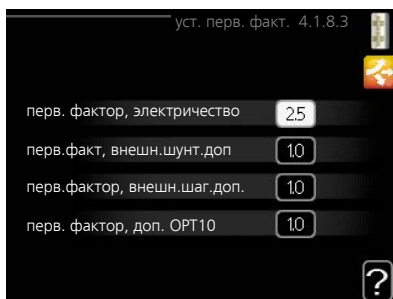 уст. перв. факт. 4.1.8.3
перв. фактор, электричество 2.5
перв.факт, внешн.шунт.доп 1.0
перв.фактор, внешн.шаг.доп. 1.0
перв. фактор, доп. ОРТ10 1.0
?